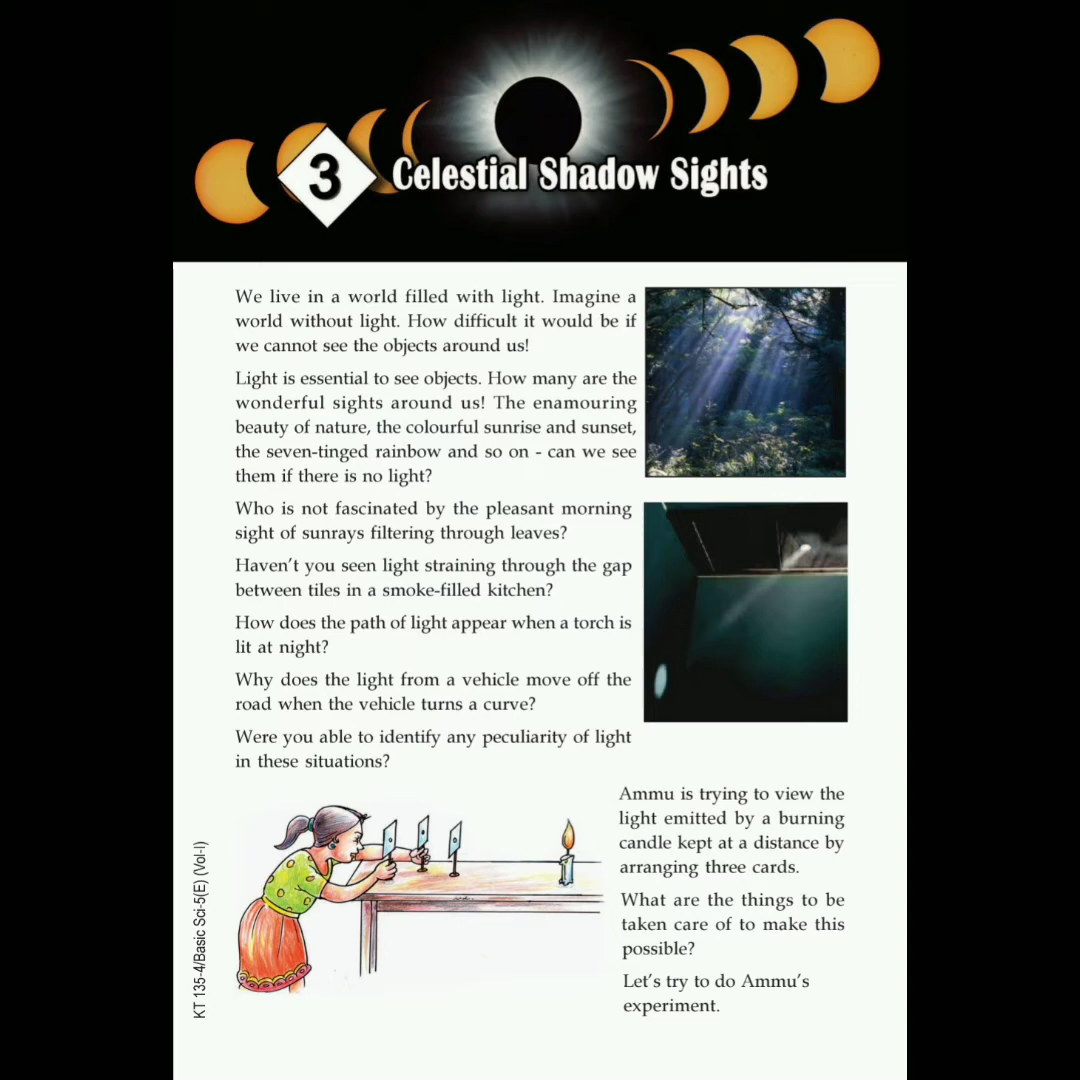 3
Celestial Shadow Sights
We live in a world filled with light. Imagine a
world without light. How difficult it would be if
we cannot see the objects around us!
Light is essential to see objects. How many are the
wonderful sights around us! The enamouring
beauty of nature, the colourful sunrise and sunset,
the seven-tinged rainbow and so on - can we see
them if there is no light?
Who is not fascinated by the pleasant morning
sight of sunrays filtering through leaves?
Haven't you seen light straining through the gap
between tiles in a smoke-filled kitchen?
How does the path of light appear when a torch is
lit at night?
Why does the light from a vehicle move off the
road when the vehicle turns a curve?
Were you able to identify any peculiarity of light
in these situations?
Ammu is trying to view the
light emitted by a burning
candle kept at a distance by
arranging three cards.
What are the things to be
taken care of to make this
possible?
Let's try to do Ammu's
experiment.
KT 135-4/Basic Sci-5(E) (Vol-I)